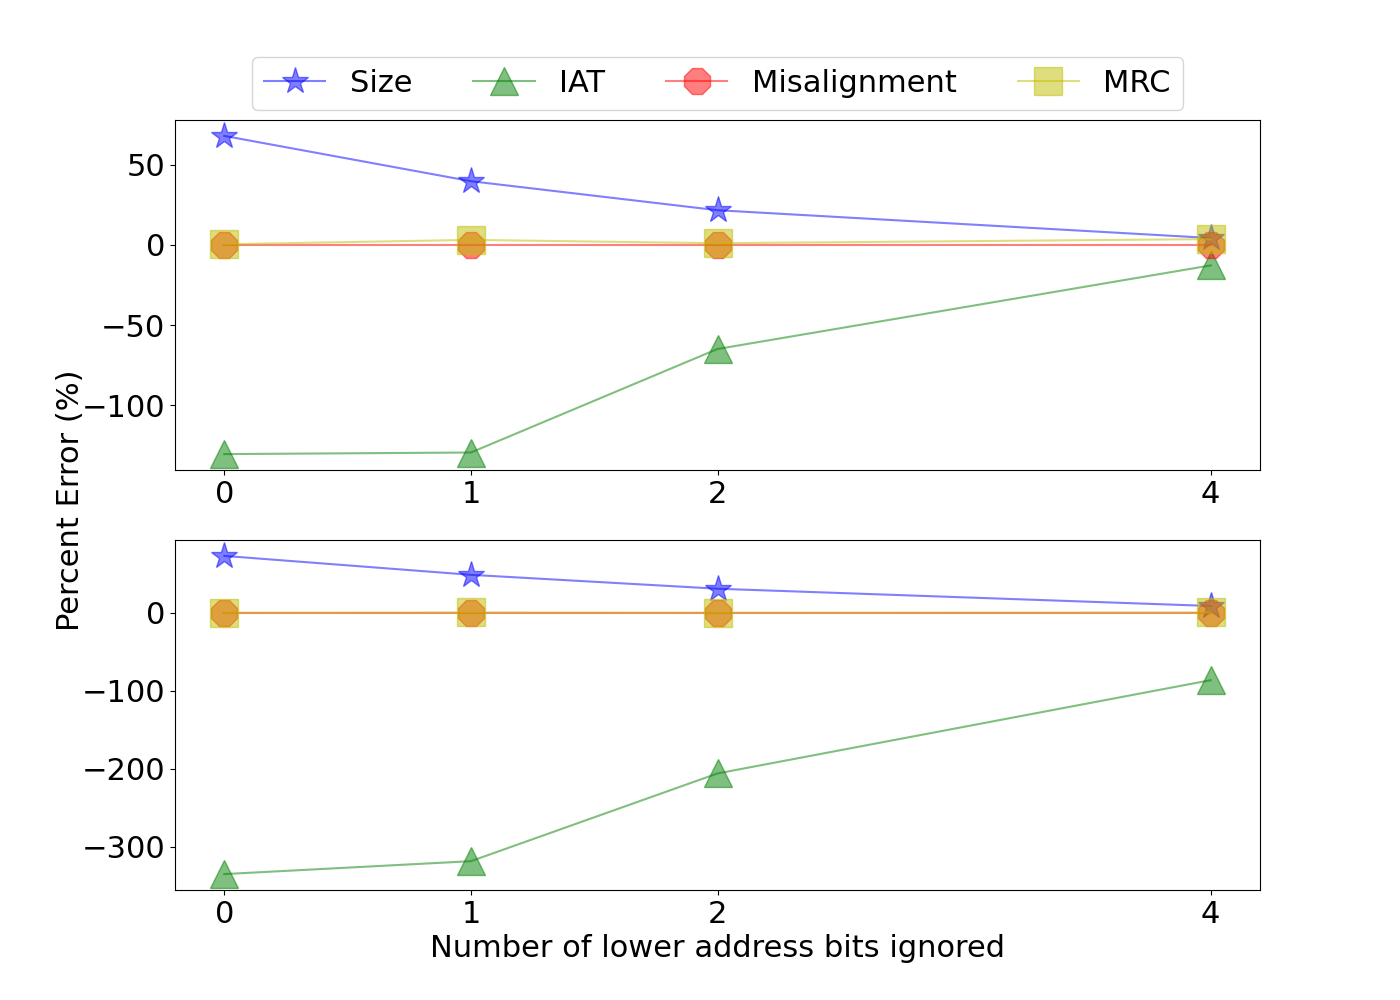 Size IAT Misalignment MRC
50
0
−50
−100
0 1 2 4
Percent Error (%)
0
−100
−200
−300
0 1 2 4
Number of lower address bits ignored